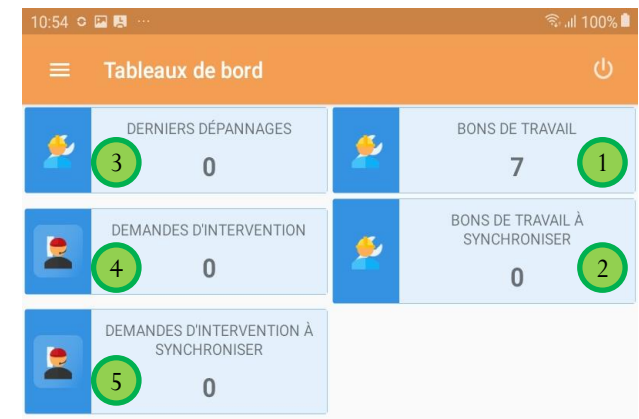 10:54 ... 100%
Tableaux de bord
DERNIERS DÉPANNAGES
3
0
BONS DE TRAVAIL
7
1
DEMANDES D'INTERVENTION
4
0
BONS DE TRAVAIL À
SYNCHRONISER
0
2
DEMANDES D'INTERVENTION À
SYNCHRONISER
5
0